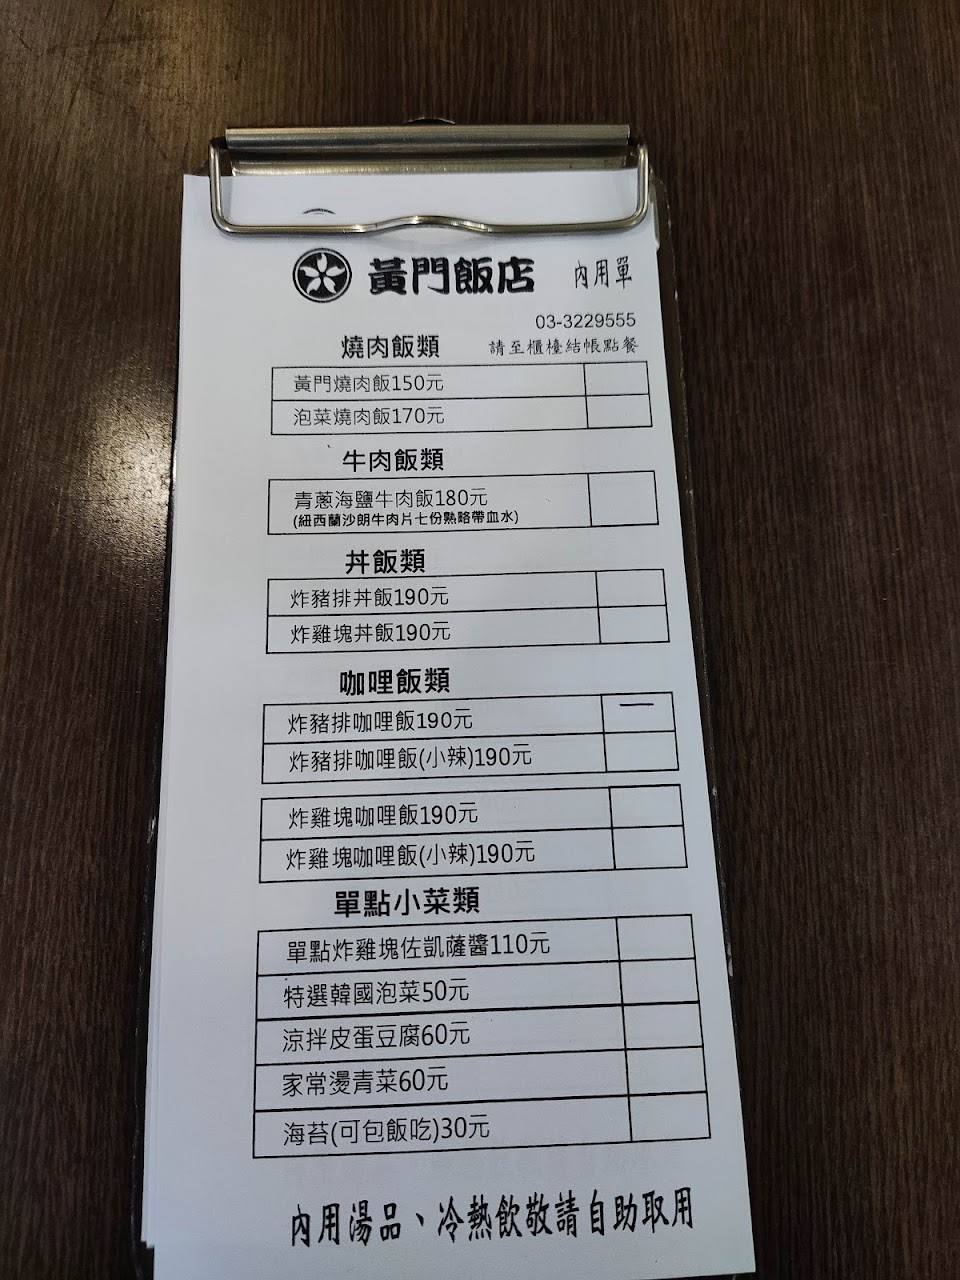 黃門飯店 內用單
03-3229555
燒肉飯類 請至櫃檯結帳點餐
黃門燒肉飯150元
泡菜燒肉飯170元
牛肉飯類
青蔥海鹽牛肉飯180元
(紐西蘭沙朗牛肉片七份熟略帶血水)
丼飯類
炸豬排丼飯190元
炸雞塊丼飯190元
咖哩飯類
炸豬排咖哩飯190元 一
炸豬排咖哩飯(小辣)190元
炸雞塊咖哩飯190元
炸雞塊咖哩飯(小辣)190元
單點小菜類
單點炸雞塊佐凱薩醬110元
特選韓國泡菜50元
涼拌皮蛋豆腐60元
家常燙青菜60元
海苔(可包飯吃)30元
內用湯品、冷熱飲敬請自助取用